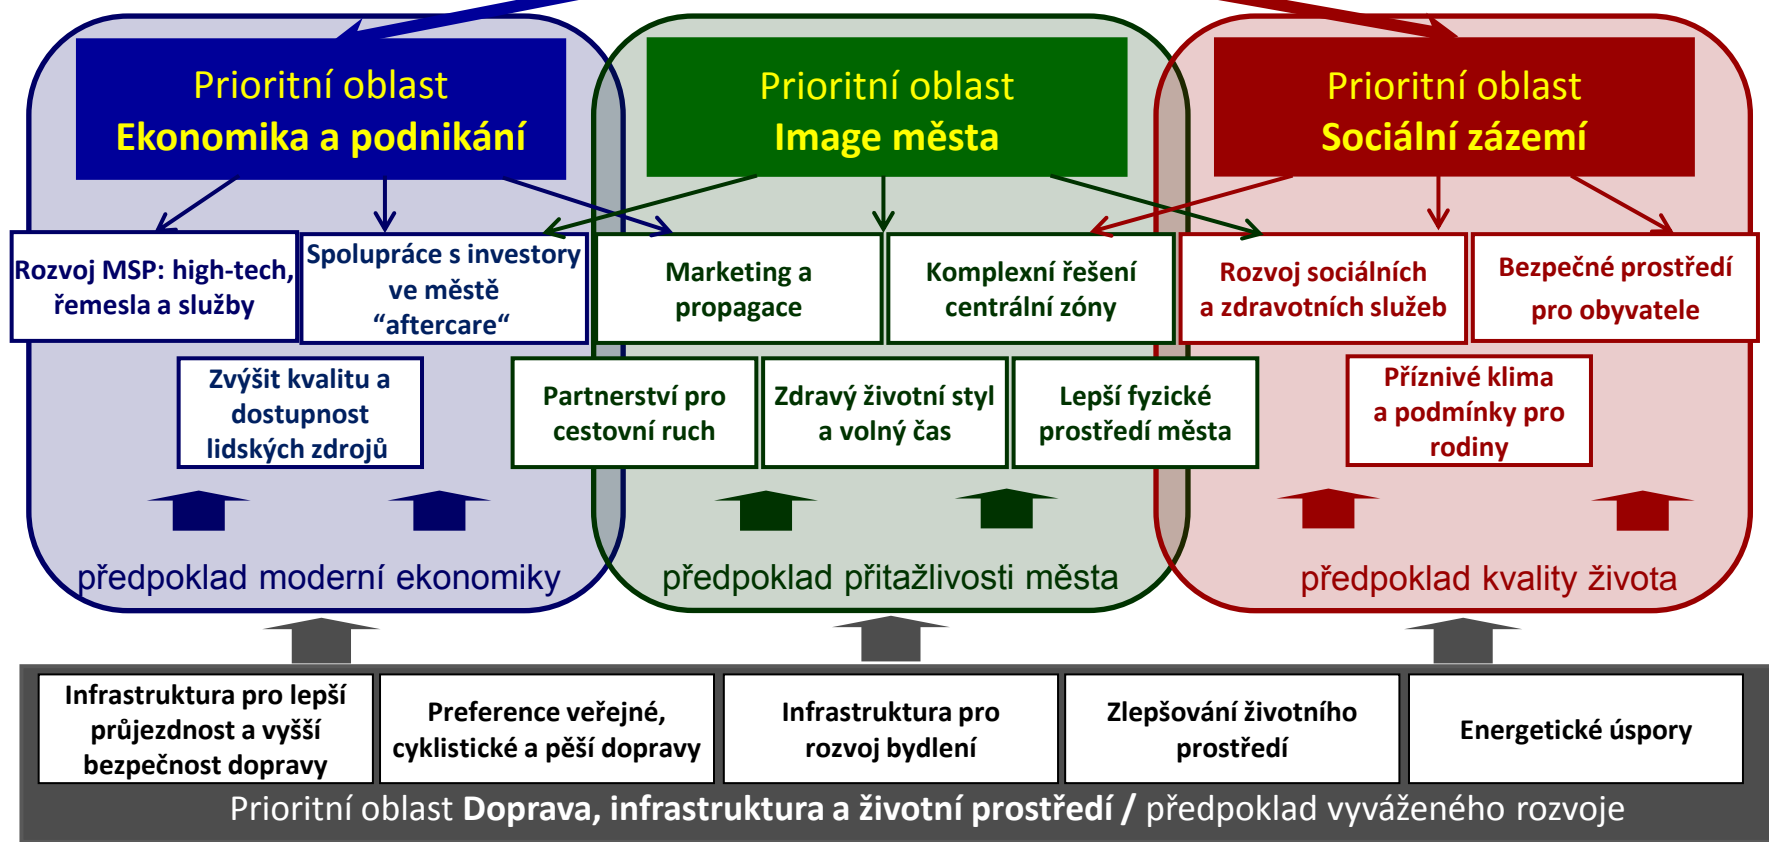 Prioritní oblast
Ekonomika a podnikání
Prioritní oblast
Image města
Prioritní oblast
Sociální zázemí
Rozvoj MSP: high-tech,
řemesla a služby
Spolupráce s investory
ve městě
“aftercare“
Marketing a
propagace
Komplexní řešení
centrální zóny
Rozvoj sociálních
a zdravotních služeb
Bezpečné prostředí
pro obyvatele
Zvýšit kvalitu a
dostupnost
lidských zdrojů
Partnerství pro
cestovní ruch
Zdravý životní styl
a volný čas
Lepší fyzické
prostředí města
Příznivé klima
a podmínky pro
rodiny
předpoklad moderní ekonomiky
předpoklad přitažlivosti města
předpoklad kvality života
Infrastruktura pro lepší
průjezdnost a vyšší
bezpečnost dopravy
Preference veřejné,
cyklistické a pěší dopravy
Infrastruktura pro
rozvoj bydlení
Zlepšování životního
prostředí
Energetické úspory
Prioritní oblast Doprava, infrastruktura a životní prostředí / předpoklad vyváženého rozvoje